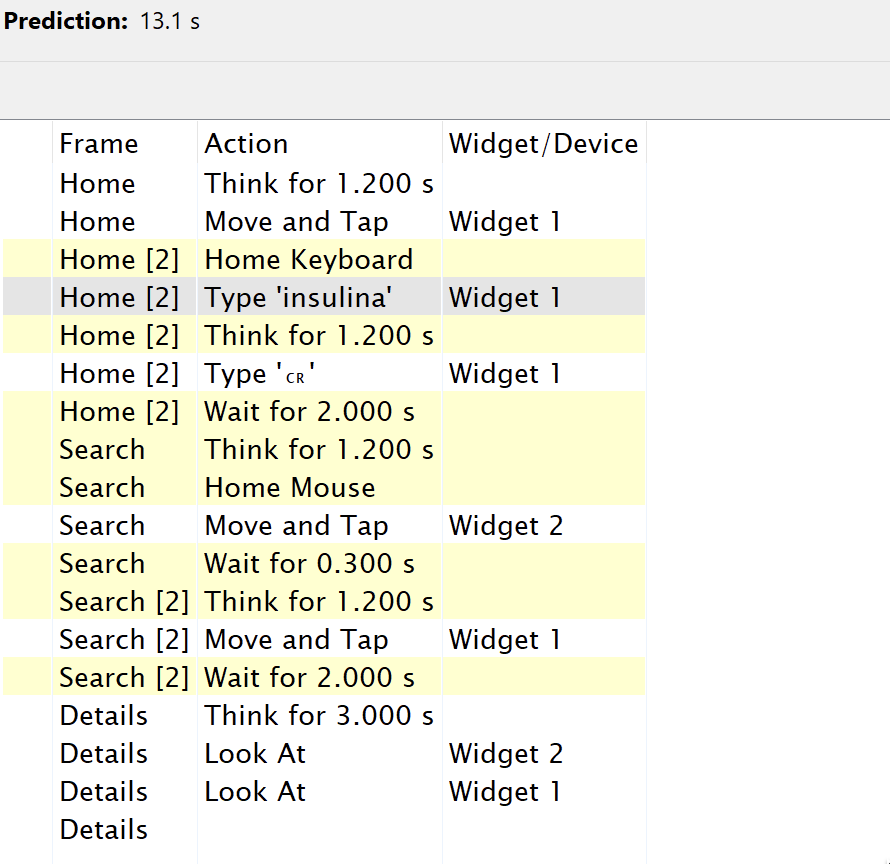 Prediction: 13.1 s
Frame Action Widget/Device
Home Think for 1.200 s
Home Move and Tap Widget 1
Home [2] Home Keyboard
Home [2] Type 'insulina' Widget 1
Home [2] Think for 1.200 s
Home [2] Type 'CR' Widget 1
Home [2] Wait for 2.000 s
Search Think for 1.200 s
Search Home Mouse
Search Move and Tap Widget 2
Search Wait for 0.300 s
Search [2] Think for 1.200 s
Search [2] Move and Tap Widget 1
Search [2] Wait for 2.000 s
Details Think for 3.000 s
Details Look At Widget 2
Details Look At Widget 1
Details